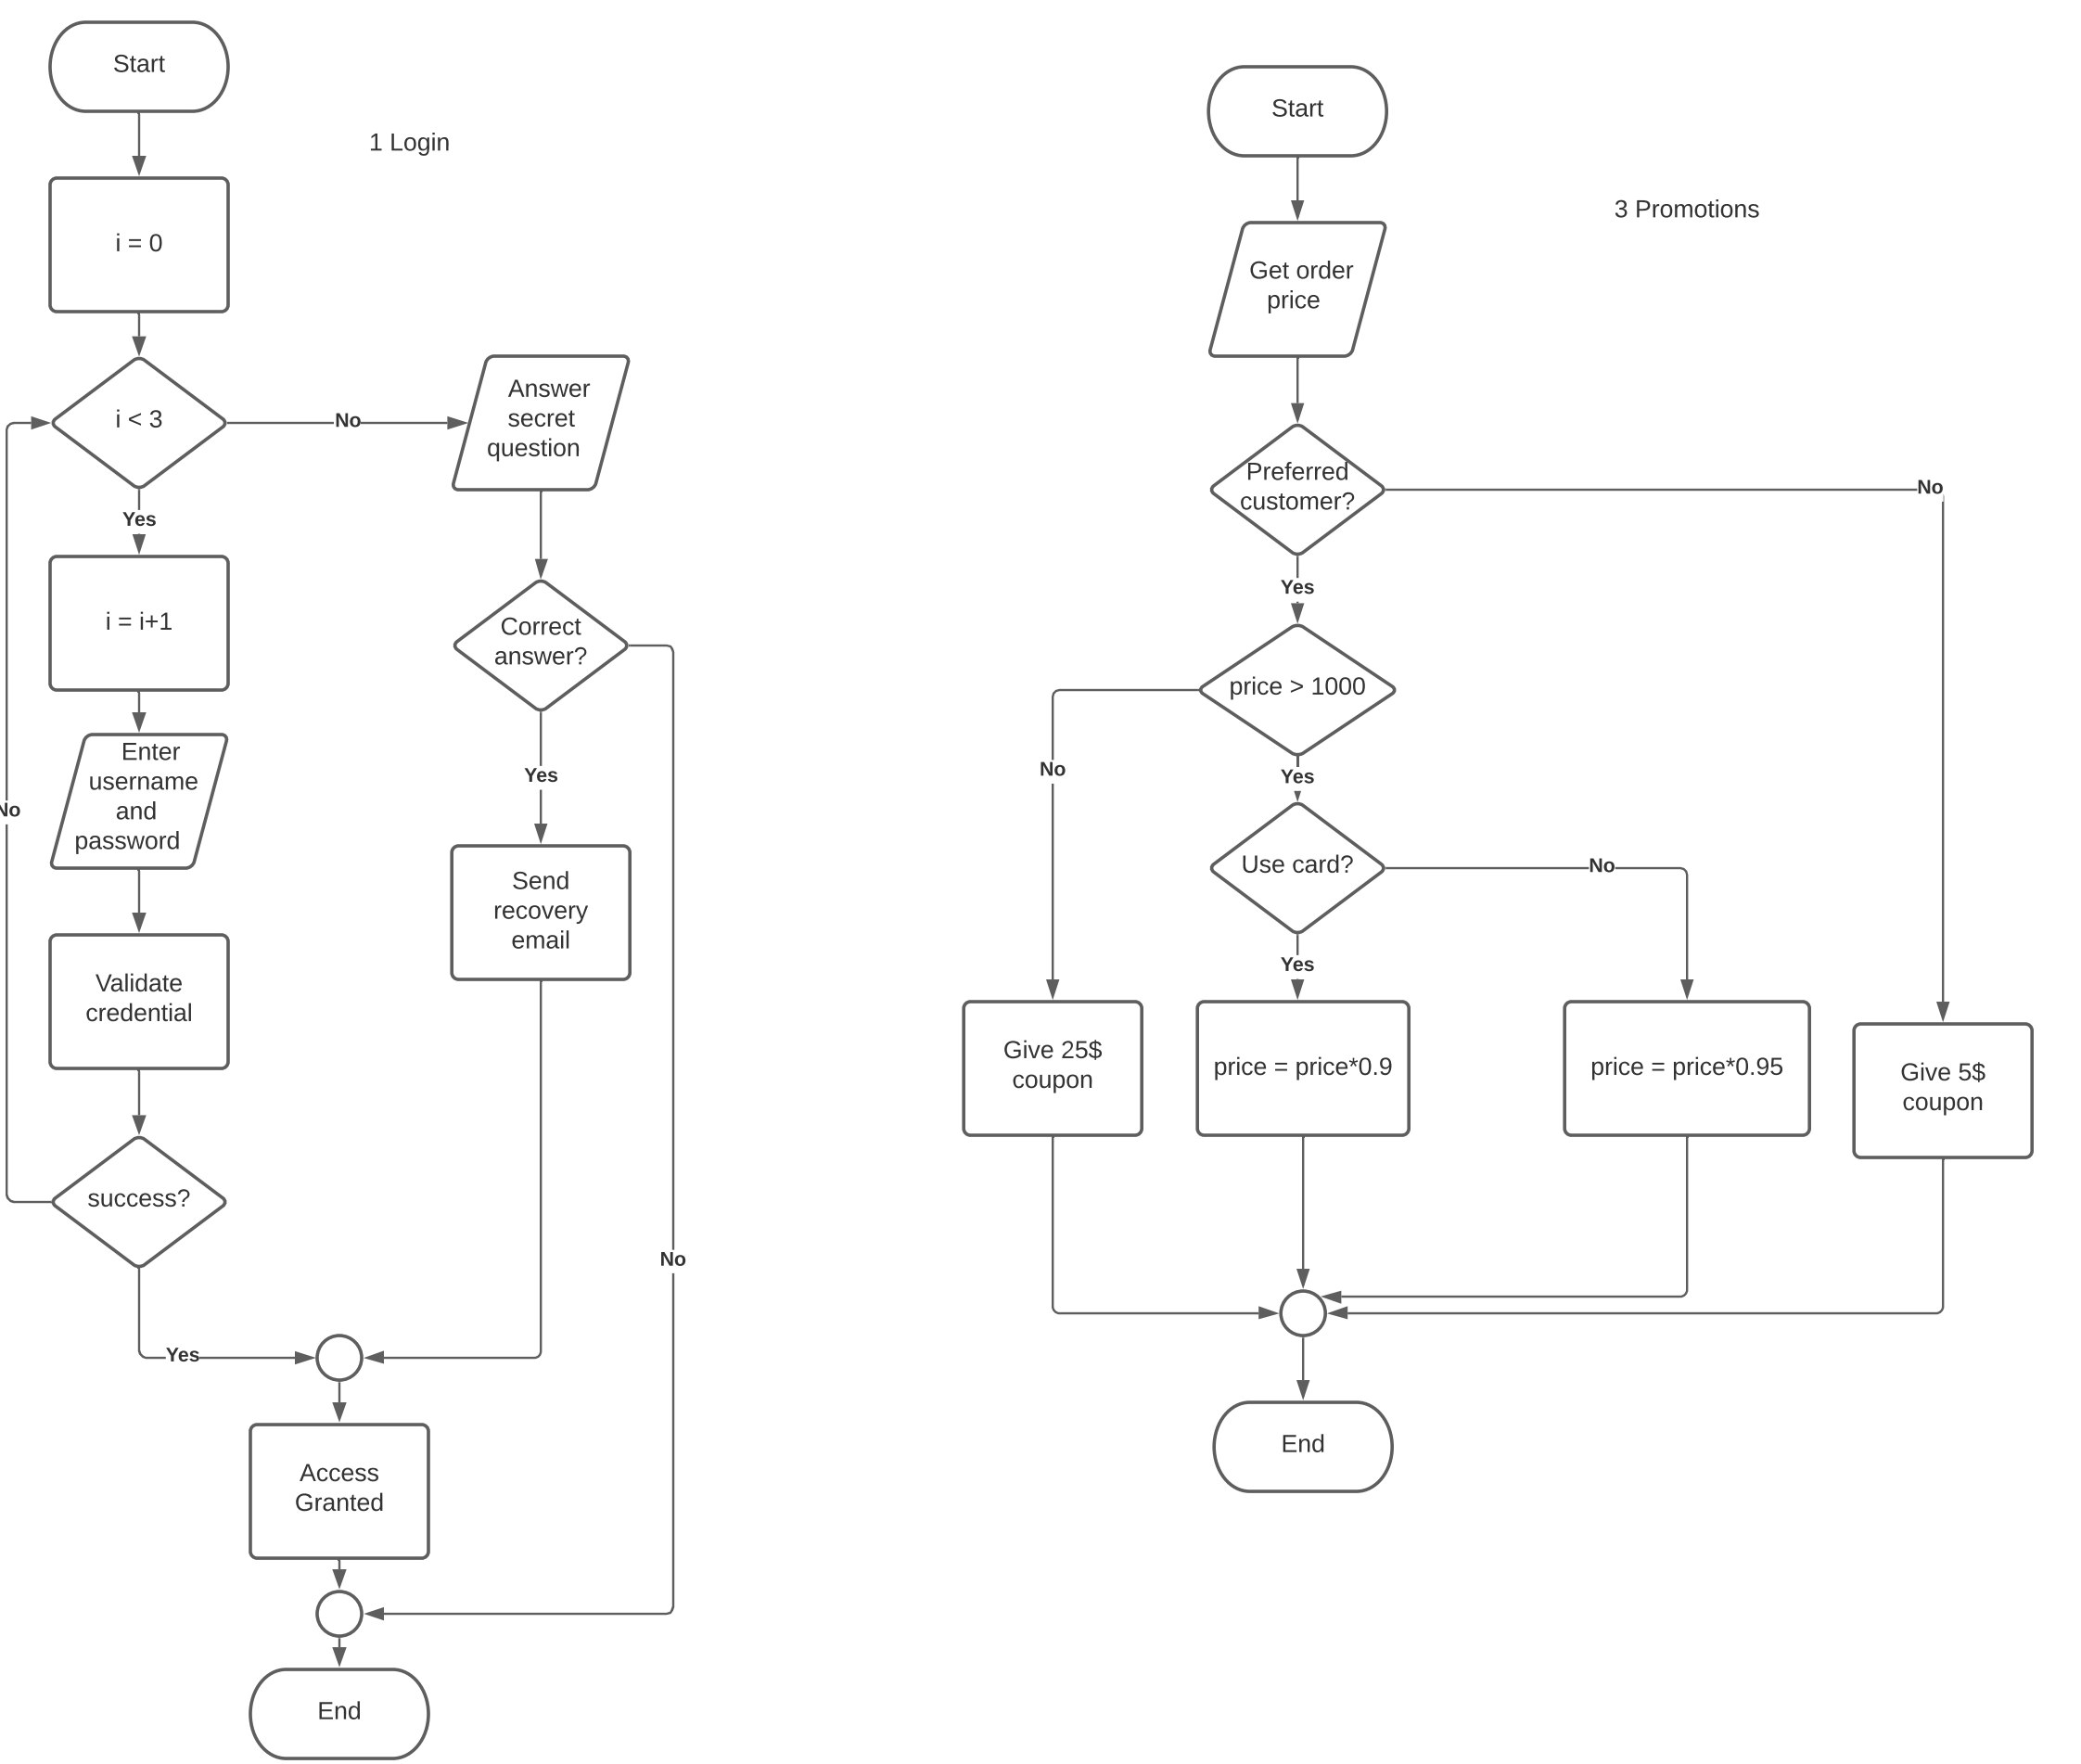 Start
1 Login
i = 0
i < 3
No
Answer
secret
question
Yes
i = i+1
Correct
answer?
Enter
username
and
password
No
Yes
Send
recovery
email
Validate
credential
success?
No
Yes
Access
Granted
End
Start
3 Promotions
Get order
price
Preferred
customer?
No
Yes
price > 1000
No
Yes
Use card?
No
Yes
Give 25$
coupon
price = price*0.9
price = price*0.95
Give 5$
coupon
End